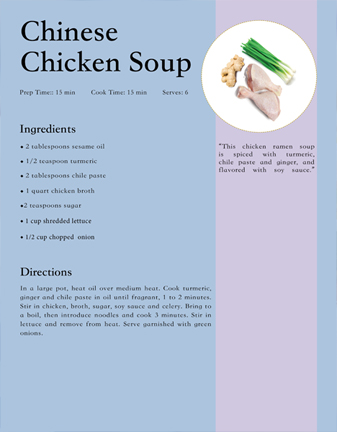 Chinese
Chicken Soup
Prep Time:: 15 min Cook Time: 15 min Serves: 6
Ingredients
• 2 tablespoons sesame oil
• 1/2 teaspoon turmeric
• 2 tablespoons chile paste
• 1 quart chicken broth
•2 teaspoons sugar
• 1 cup shredded lettuce
• 1/2 cup chopped onion
"This chicken ramen soup
is spiced with turmeric,
chile paste and ginger, and
flavored with soy sauce."
Directions
In a large pot, heat oil over medium heat. Cook turmeric,
ginger and chile paste in oil until fragrant, 1 to 2 minutes.
Stir in chicken, broth, sugar, soy sauce and celery. Bring to
a boil, then introduce noodles and cook 3 minutes. Stir in
lettuce and remove from heat. Serve garnished with green
onions.